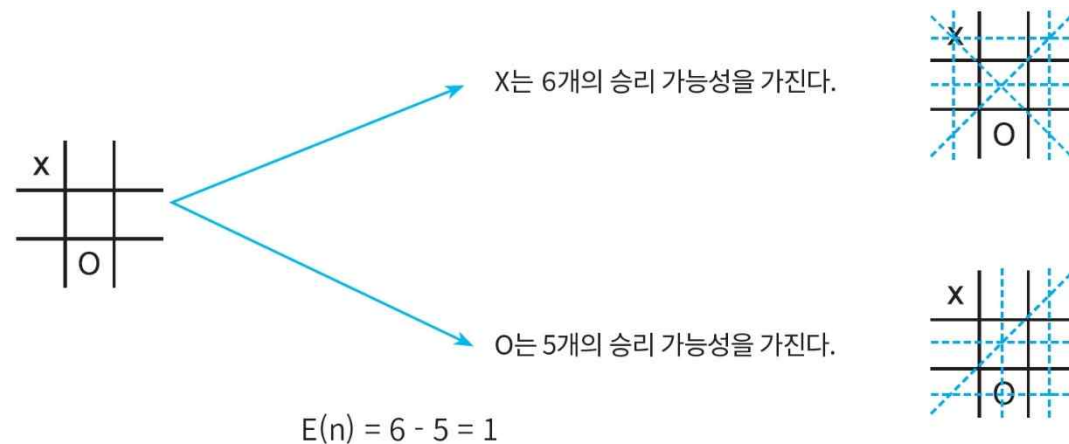 X
O
X는 6개의 승리 가능성을 가진다.
X
O
O는 5개의 승리 가능성을 가진다.
X
O
E(n) = 6 - 5 = 1